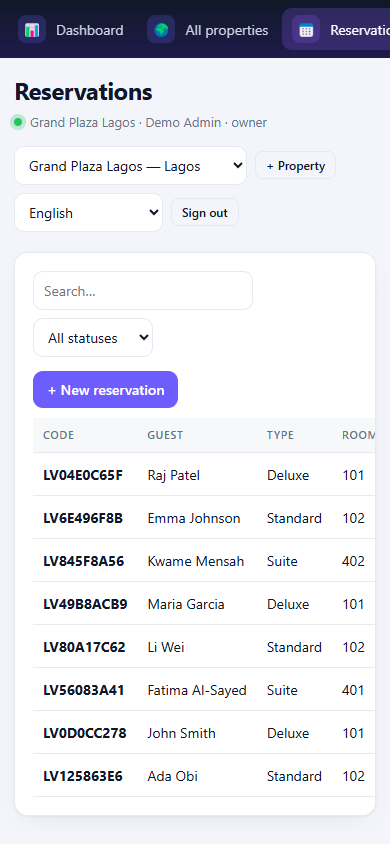 Dashboard All properties Reservatio
Reservations
Grand Plaza Lagos · Demo Admin · owner
Grand Plaza Lagos — Lagos + Property
English Sign out
Search...
All statuses
+ New reservation
CODE GUEST TYPE ROOM
LV04E0C65F Raj Patel Deluxe 101
LV6E496F8B Emma Johnson Standard 102
LV845F8A56 Kwame Mensah Suite 402
LV49B8ACB9 Maria Garcia Deluxe 101
LV80A17C62 Li Wei Standard 102
LV56083A41 Fatima Al-Sayed Suite 401
LV0D0CC278 John Smith Deluxe 101
LV125863E6 Ada Obi Standard 102